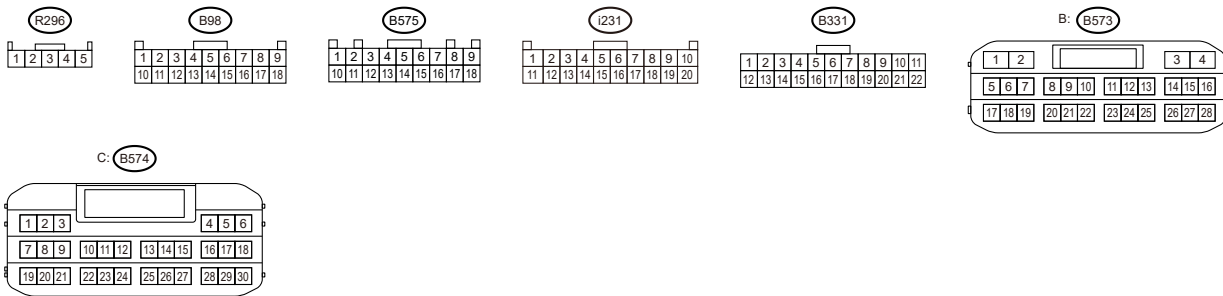 R296
1 2 3 4 5
B98
1 2 3 4 5 6 7 8 9
10 11 12 13 14 15 16 17 18
B575
1 2 3 4 5 6 7 8 9
10 11 12 13 14 15 16 17 18
i231
1 2 3 4 5 6 7 8 9 10
11 12 13 14 15 16 17 18 19 20
B331
1 2 3 4 5 6 7 8 9 10 11
12 13 14 15 16 17 18 19 20 21 22
B: B573
1 2 3 4
5 6 7 8 9 10 11 12 13 14 15 16
17 18 19 20 21 22 23 24 25 26 27 28
C: B574
1 2 3 4 5 6
7 8 9 10 11 12 13 14 15 16 17 18
19 20 21 22 23 24 25 26 27 28 29 30